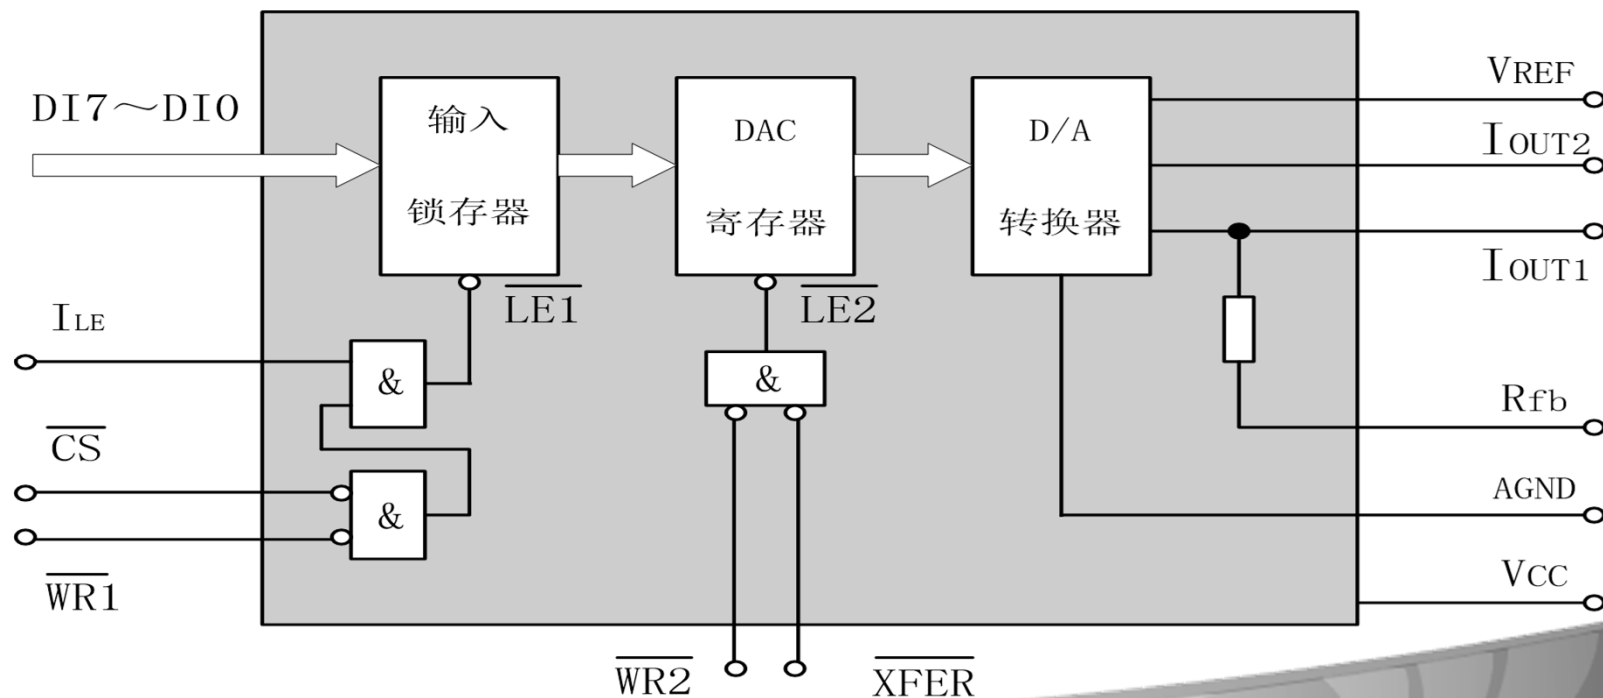 DI7～DI0
输入
锁存器
DAC
寄存器
D/A
转换器
VREF
IOUT2
IOUT1
LE1
LE2
ILE
&
&
&
CS
WR1
WR2
XFER
Rfb
AGND
VCC